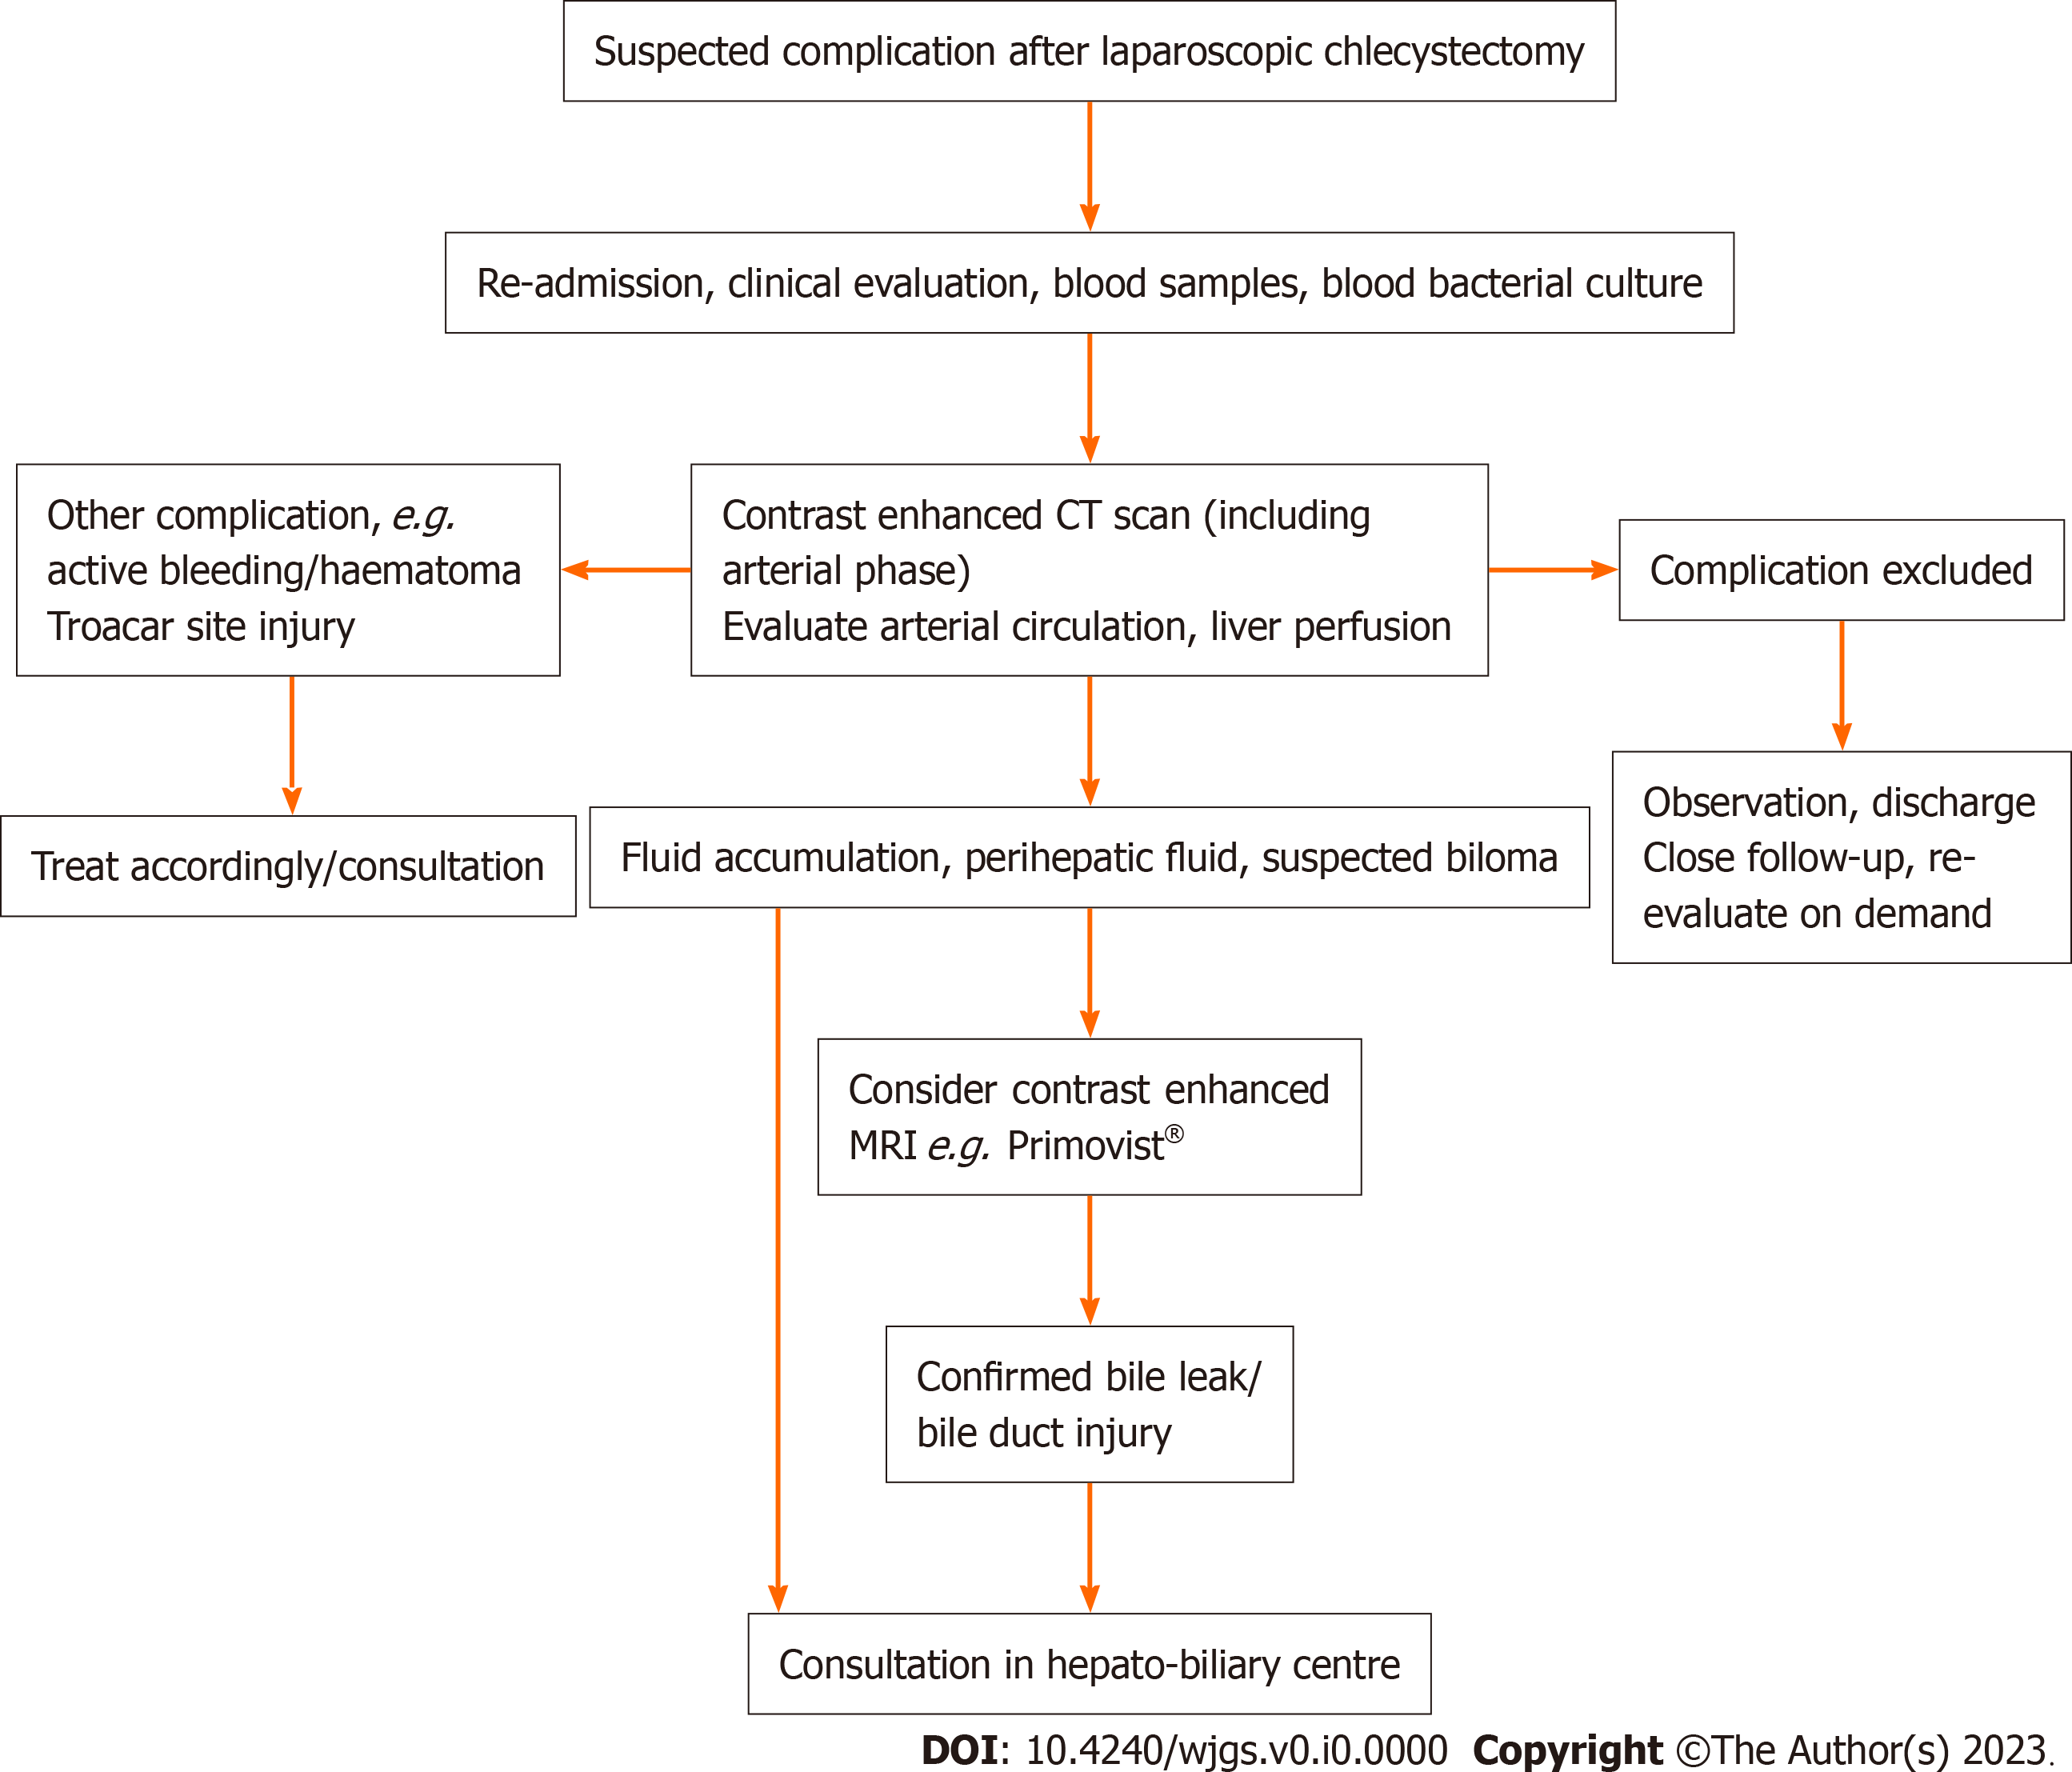 Suspected complication after laparoscopic chlecystectomy
Re-admission, clinical evaluation, blood samples, blood bacterial culture
Other complication, e.g.
active bleeding/haematoma
Troacar site injury
Contrast enhanced CT scan (including
arterial phase)
Evaluate arterial circulation, liver perfusion
Complication excluded
Treat accordingly/consultation
Fluid accumulation, perihepatic fluid, suspected biloma
Observation, discharge
Close follow-up, re-
evaluate on demand
Consider contrast enhanced
MRI e.g. Primovist®
Confirmed bile leak/
bile duct injury
Consultation in hepato-biliary centre
DOI: 10.4240/wjgs.v0.i0.0000 Copyright ©The Author(s) 2023.